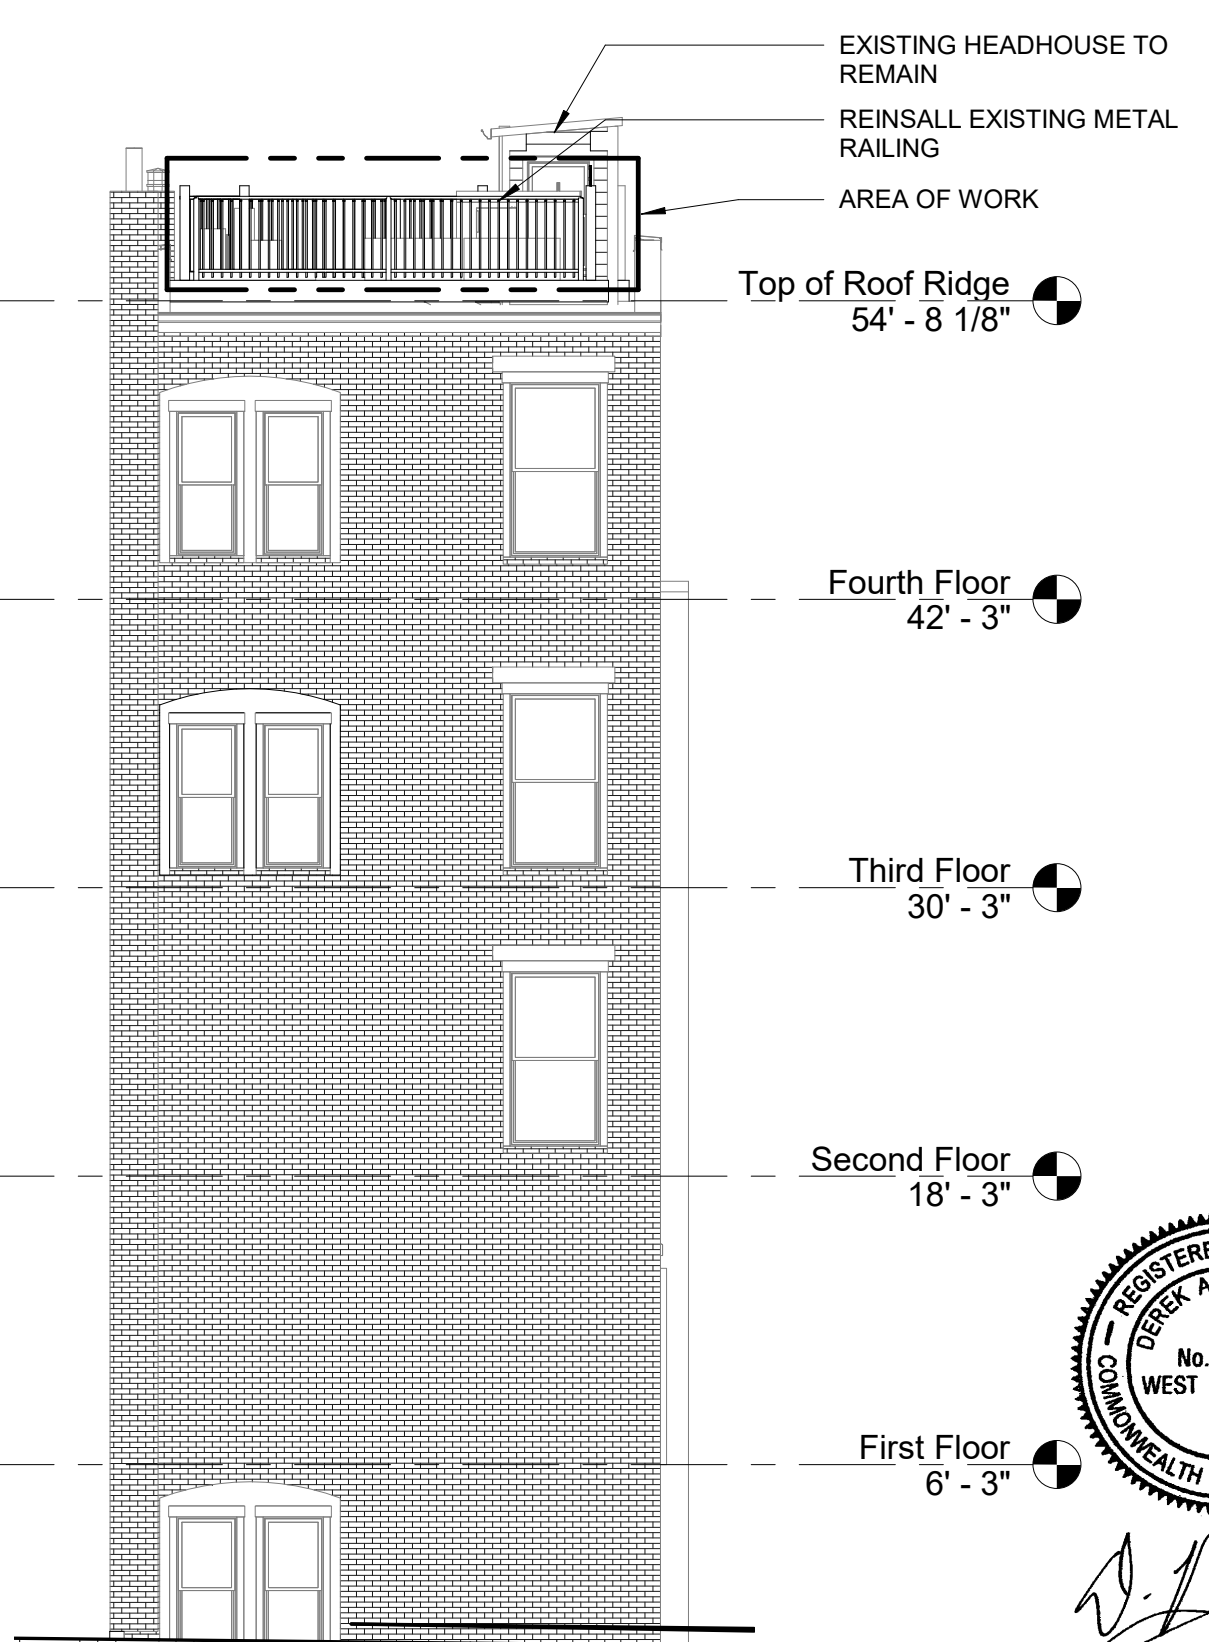 EXISTING HEADHOUSE TO
REMAIN
REINSALL EXISTING METAL
RAILING
AREA OF WORK
Top of Roof Ridge
54' - 8 1/8"
Fourth Floor
42' - 3"
Third Floor
30' - 3"
Second Floor
18' - 3"
First Floor
6' - 3"
DEREK
No.
WEST
COMMONWEALTH